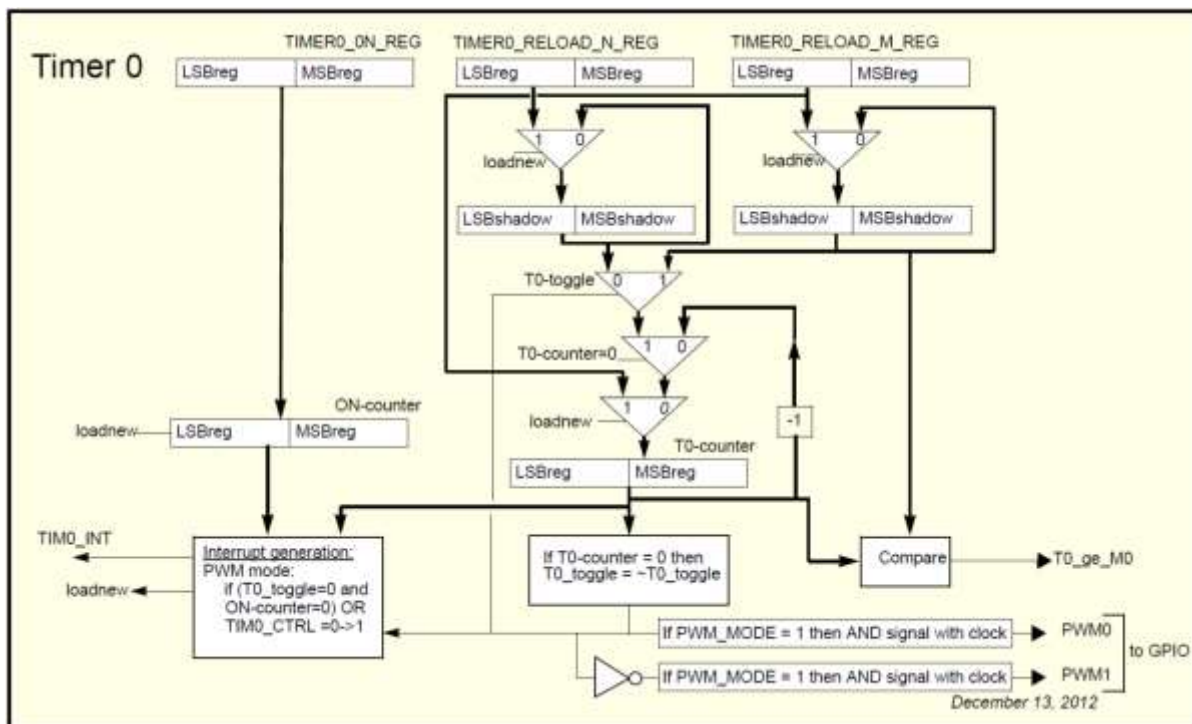 Timer 0
TIMER0_0N_REG
TIMER0_RELOAD_N_REG
TIMER0_RELOAD_M_REG
LSBreg MSBreg
LSBreg MSBreg
LSBreg MSBreg
1 0
loadnew
1 0
loadnew
LSBshadow MSBshadow
LSBshadow MSBshadow
T0-toggle
0 1
T0-counter=0
1 0
loadnew
1 0
-1
ON-counter
loadnew
LSBreg MSBreg
T0-counter
LSBreg MSBreg
TIM0_INT
loadnew
Interrupt generation:
PWM mode:
if (T0_toggle=0 and
ON-counter=0) OR
TIM0_CTRL =0->1
If T0-counter = 0 then
T0_toggle = ~T0_toggle
Compare
T0_ge_M0
If PWM_MODE = 1 then AND signal with clock
PWM0
If PWM_MODE = 1 then AND signal with clock
PWM1
to GPIO
December 13, 2012